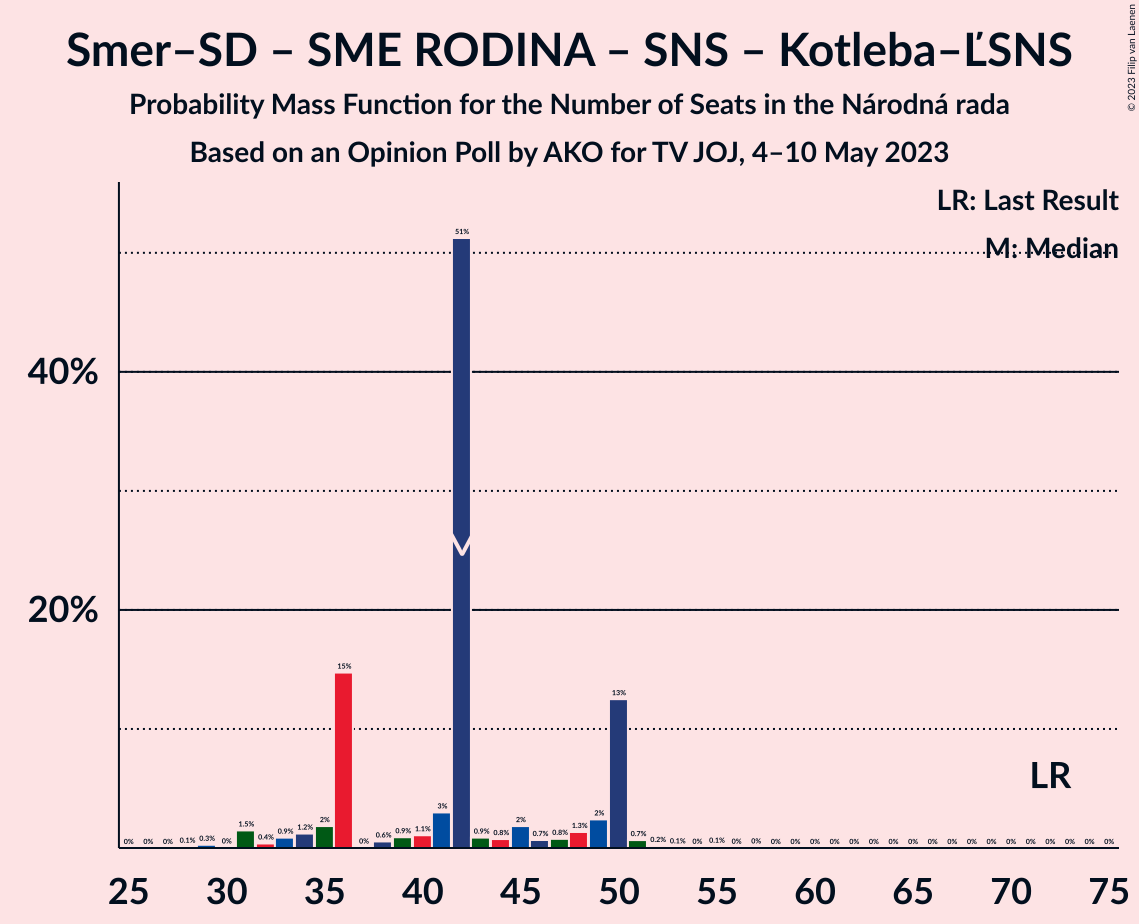 Smer–SD – SME RODINA – SNS – Kotleba–ĽSNS
Probability Mass Function for the Number of Seats in the Národná rada
Based on an Opinion Poll by AKO for TV JOJ, 4–10 May 2023
© 2023 Filip van Laenen
LR: Last Result
M: Median
40%
20%
0% 0% 0% 0.1% 0.3% 0% 1.5% 0.4% 0.9% 1.2% 2% 15% 0% 0.6% 0.9% 1.1% 3% 51% 0.9% 0.8% 2% 0.7% 0.8% 1.3% 2% 13% 0.7% 0.2% 0.1% 0% 0.1% 0% 0% 0% 0% 0% 0% 0% 0% 0% 0% 0% 0% 0% 0% 0% 0% 0% 0% 0% 0%
LR
25 30 35 40 45 50 55 60 65 70 75